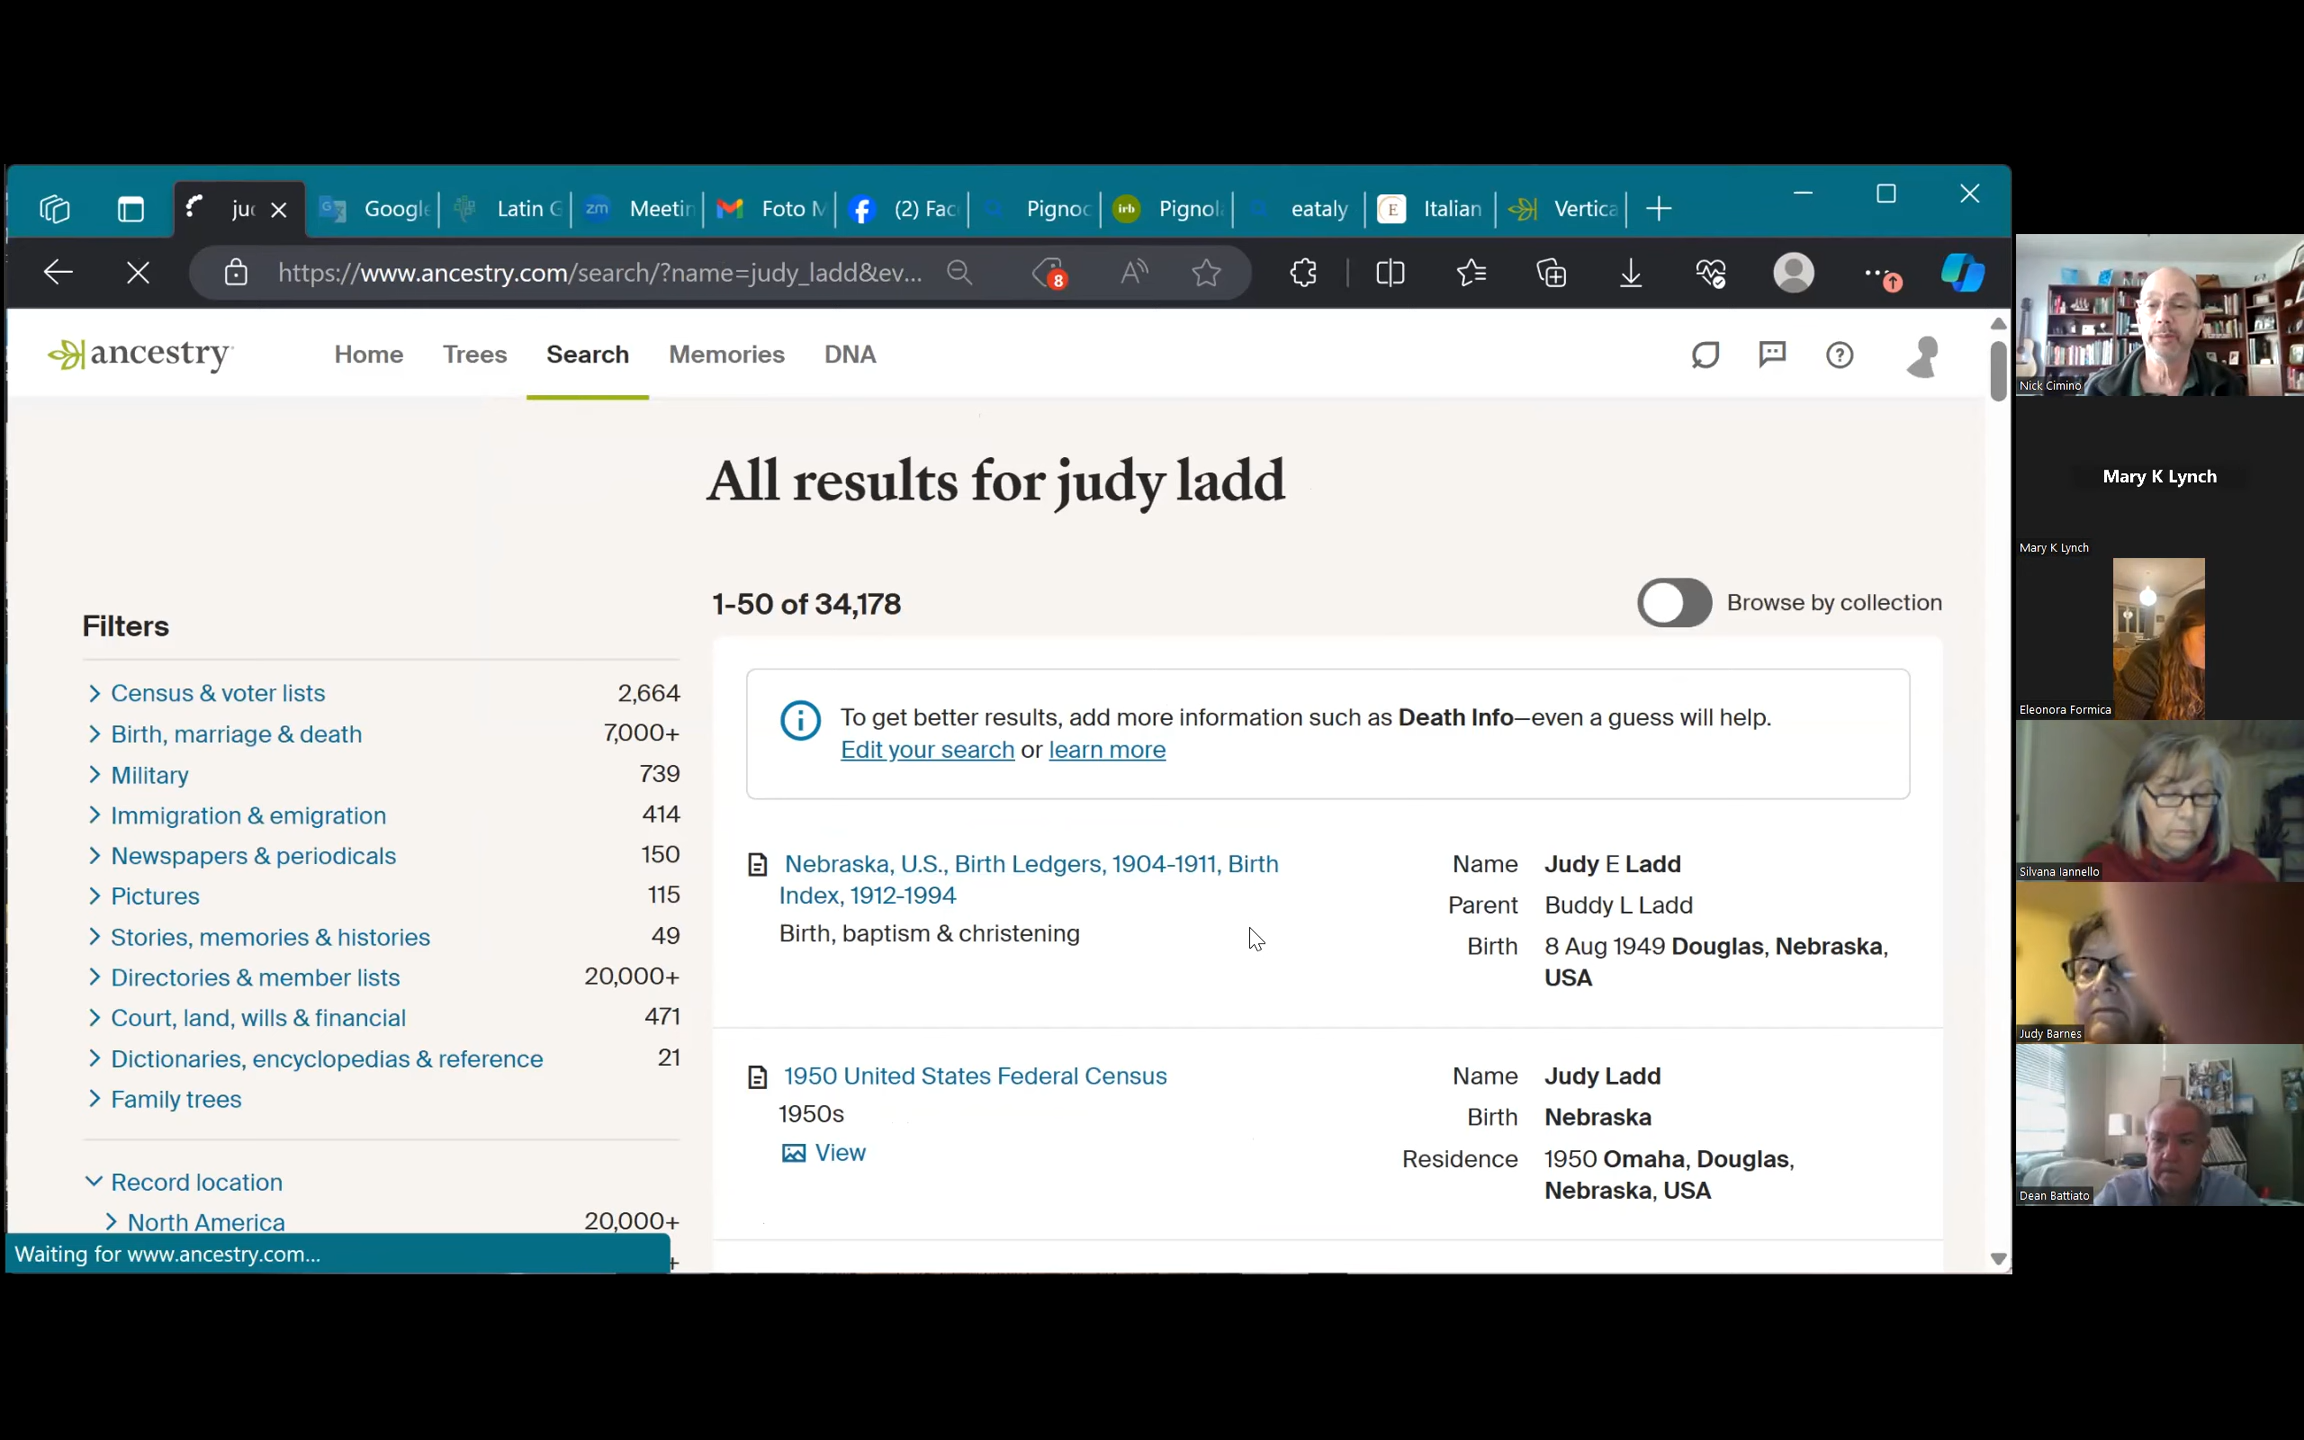 juc
Google
Latin G
zm
Meetin
Foto M
(2) Fac
Pignoc
irb
Pignola
eataly
E
Italian
Vertica
https://www.ancestry.com/search/?name=judy_ladd&ev...
8
ancestry
Home
Trees
Search
Memories
DNA
All results for judy ladd
1-50 of 34,178
Browse by collection
Filters
Census & voter lists 2,664
Birth, marriage & death 7,000+
Military 739
Immigration & emigration 414
Newspapers & periodicals 150
Pictures 115
Stories, memories & histories 49
Directories & member lists 20,000+
Court, land, wills & financial 471
Dictionaries, encyclopedias & reference 21
Family trees
Record location
North America 20,000+
+
Waiting for www.ancestry.com...
To get better results, add more information such as Death Info—even a guess will help.
Edit your search or learn more
Nebraska, U.S., Birth Ledgers, 1904-1911, Birth
Index, 1912-1994
Birth, baptism & christening
Name Judy E Ladd
Parent Buddy L Ladd
Birth 8 Aug 1949 Douglas, Nebraska,
USA
1950 United States Federal Census
1950s
View
Name Judy Ladd
Birth Nebraska
Residence 1950 Omaha, Douglas,
Nebraska, USA
Nick Cimino
Mary K Lynch
Mary K Lynch
Eleonora Formica
Silvana Iannello
Judy Barnes
Dean Battiato